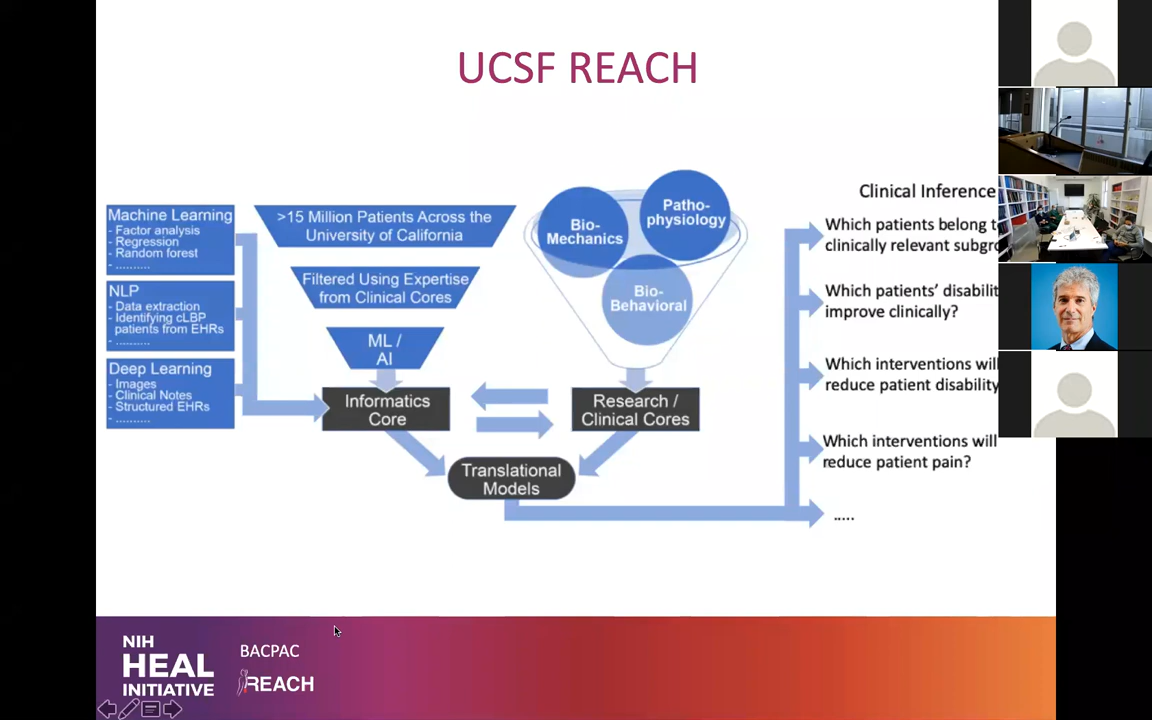 UCSF REACH
Machine Learning
- Factor analysis
- Regression
- Random forest
- ..........
NLP
- Data extraction
- Identifying cLBP
patients from EHRs
- ..........
Deep Learning
- Images
- Clinical Notes
- Structured EHRs
- ..........
>15 Million Patients Across the
University of California
Filtered Using Expertise
from Clinical Cores
ML /
AI
Informatics
Core
Bio-
Mechanics
Patho-
physiology
Bio-
Behavioral
Research /
Clinical Cores
Translational
Models
Clinical Inference
Which patients belong
clinically relevant
Which patients'
improve clinically?
Which interventions will
reduce patient disability
Which interventions will
reduce patient pain?
.....
NIH
HEAL
INITIATIVE
BACPAC
REACH